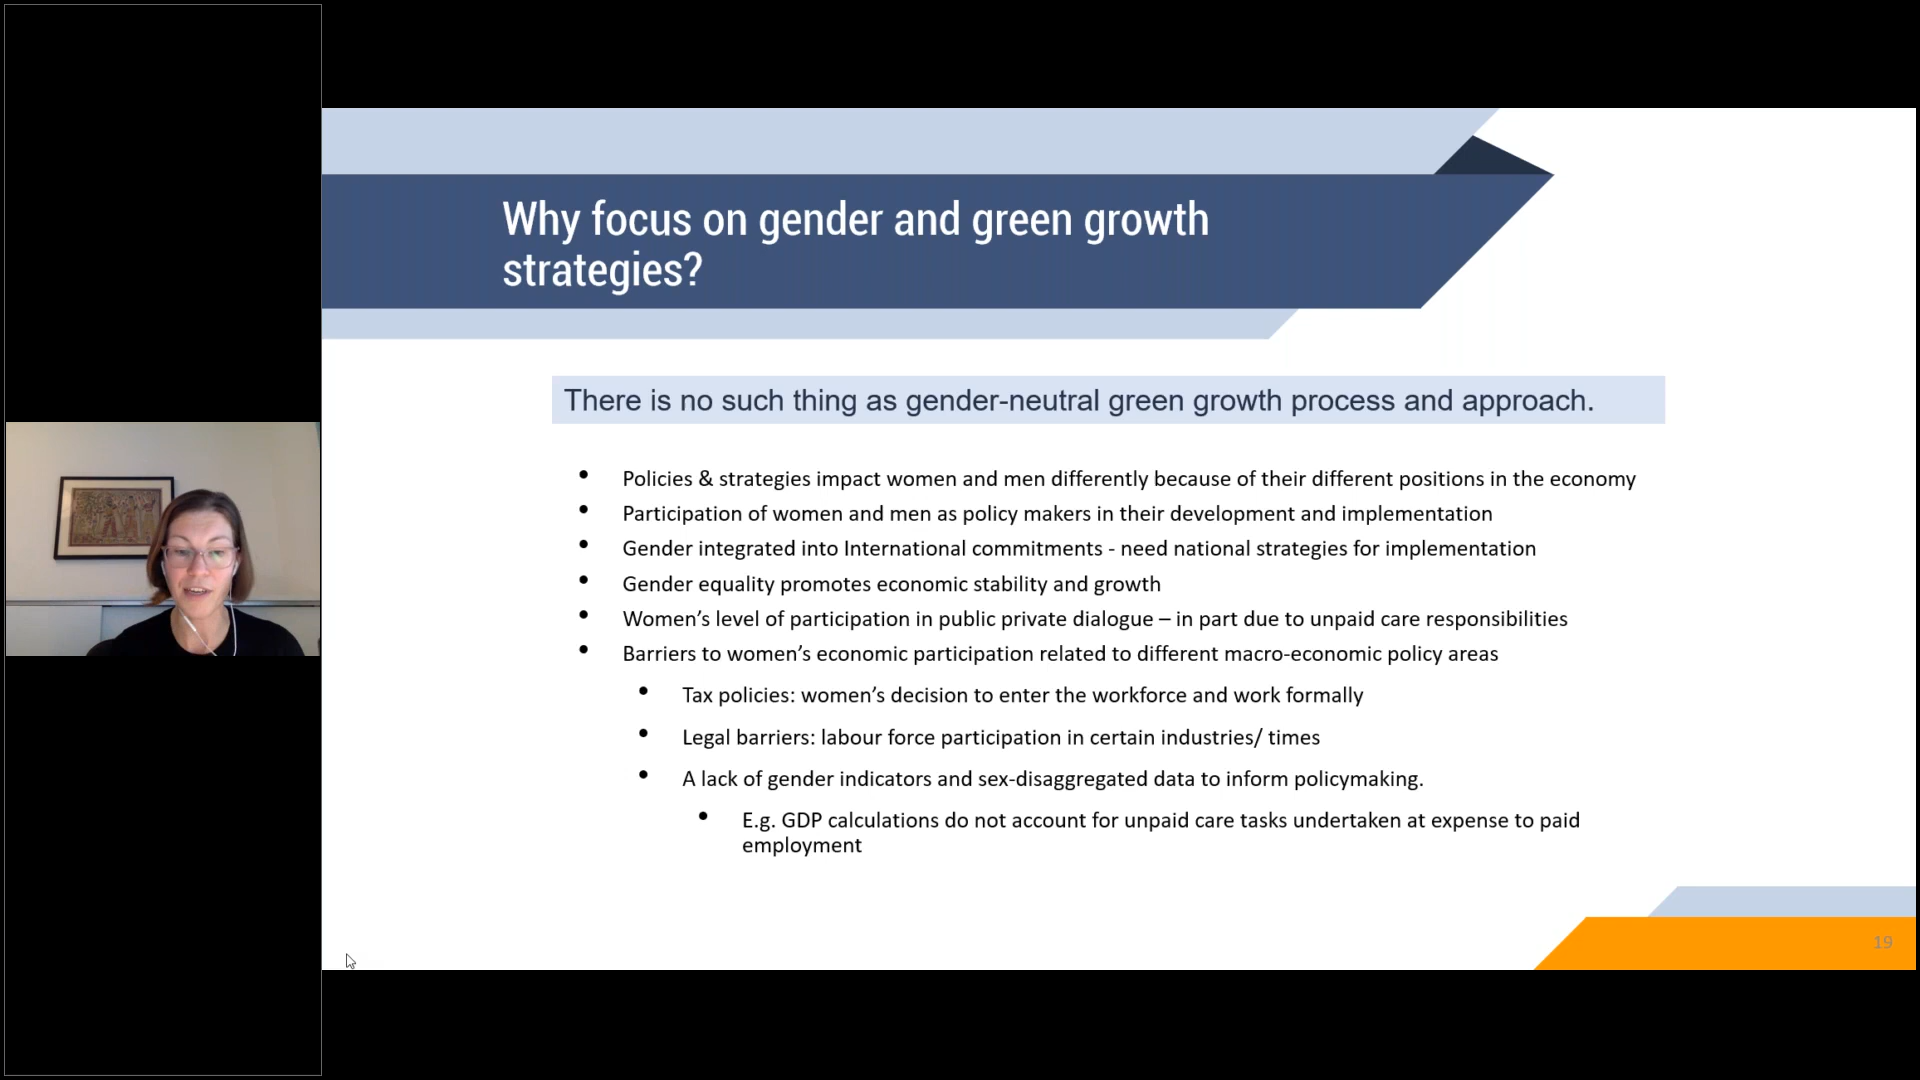 Why focus on gender and green growth
strategies?
There is no such thing as gender-neutral green growth process and approach.
• Policies & strategies impact women and men differently because of their different positions in the economy
• Participation of women and men as policy makers in their development and implementation
• Gender integrated into International commitments - need national strategies for implementation
• Gender equality promotes economic stability and growth
• Women’s level of participation in public private dialogue – in part due to unpaid care responsibilities
• Barriers to women’s economic participation related to different macro-economic policy areas
• Tax policies: women’s decision to enter the workforce and work formally
• Legal barriers: labour force participation in certain industries/ times
• A lack of gender indicators and sex-disaggregated data to inform policymaking.
• E.g. GDP calculations do not account for unpaid care tasks undertaken at expense to paid
employment
19